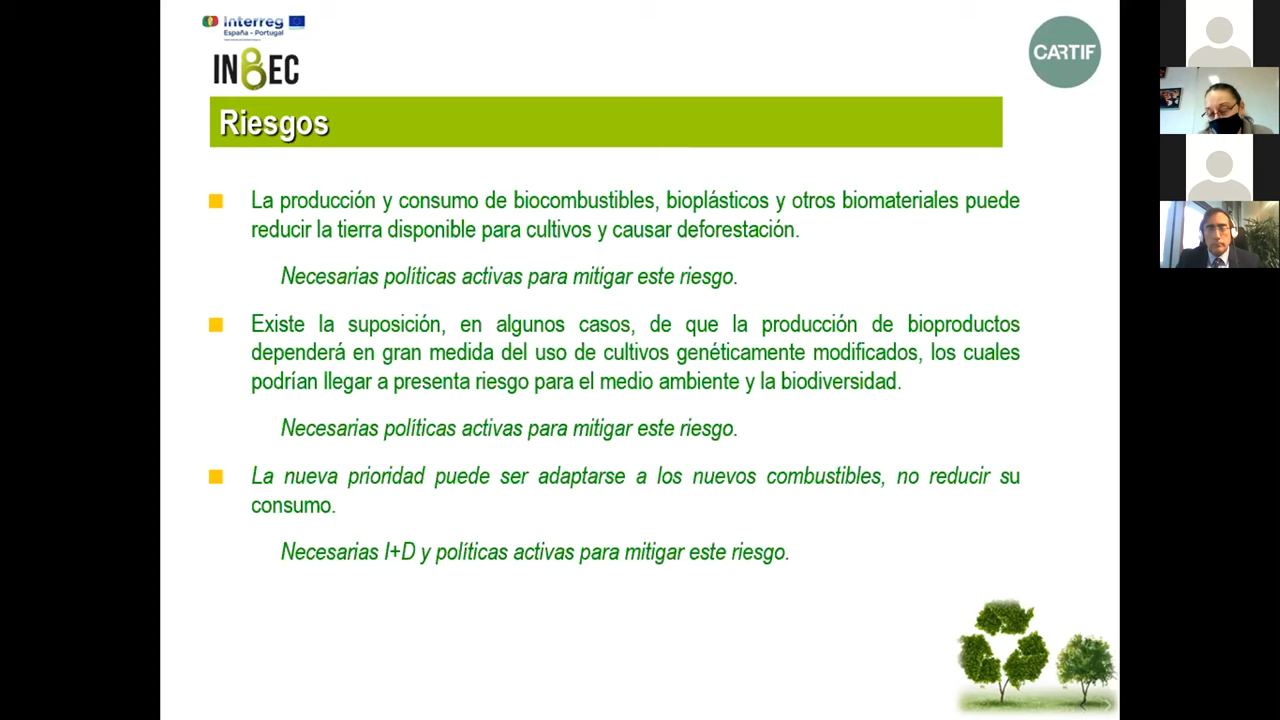 Interreg
España - Portugal
INBEC
CARTIF
Riesgos
La producción y consumo de biocombustibles, bioplásticos y otros biomateriales puede
reducir la tierra disponible para cultivos y causar deforestación.
Necesarias políticas activas para mitigar este riesgo.
Existe la suposición, en algunos casos, de que la producción de bioproductos
dependerá en gran medida del uso de cultivos genéticamente modificados, los cuales
podrían llegar a presenta riesgo para el medio ambiente y la biodiversidad.
Necesarias políticas activas para mitigar este riesgo.
La nueva prioridad puede ser adaptarse a los nuevos combustibles, no reducir su
consumo.
Necesarias I+D y políticas activas para mitigar este riesgo.